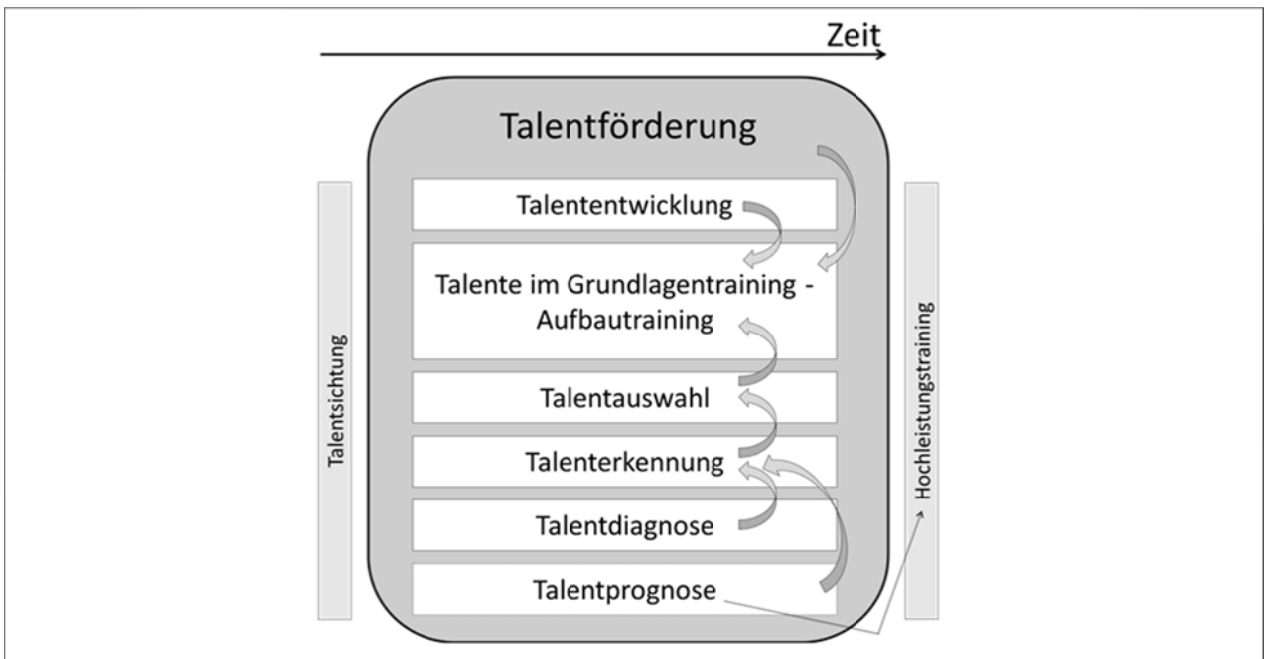 Zeit
Talentförderung
Talententwicklung
Talente im Grundlagentraining -
Aufbautraining
Talentauswahl
Talenterkennung
Talentdiagnose
Talentprognose
Talentsichtung
Hochleistungstraining